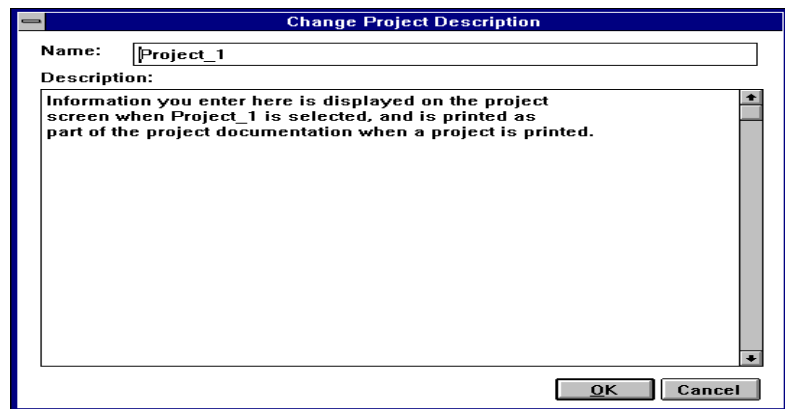 Change Project Description
Name: Project_1
Description:
Information you enter here is displayed on the project
screen when Project_1 is selected, and is printed as
part of the project documentation when a project is printed.
OK Cancel